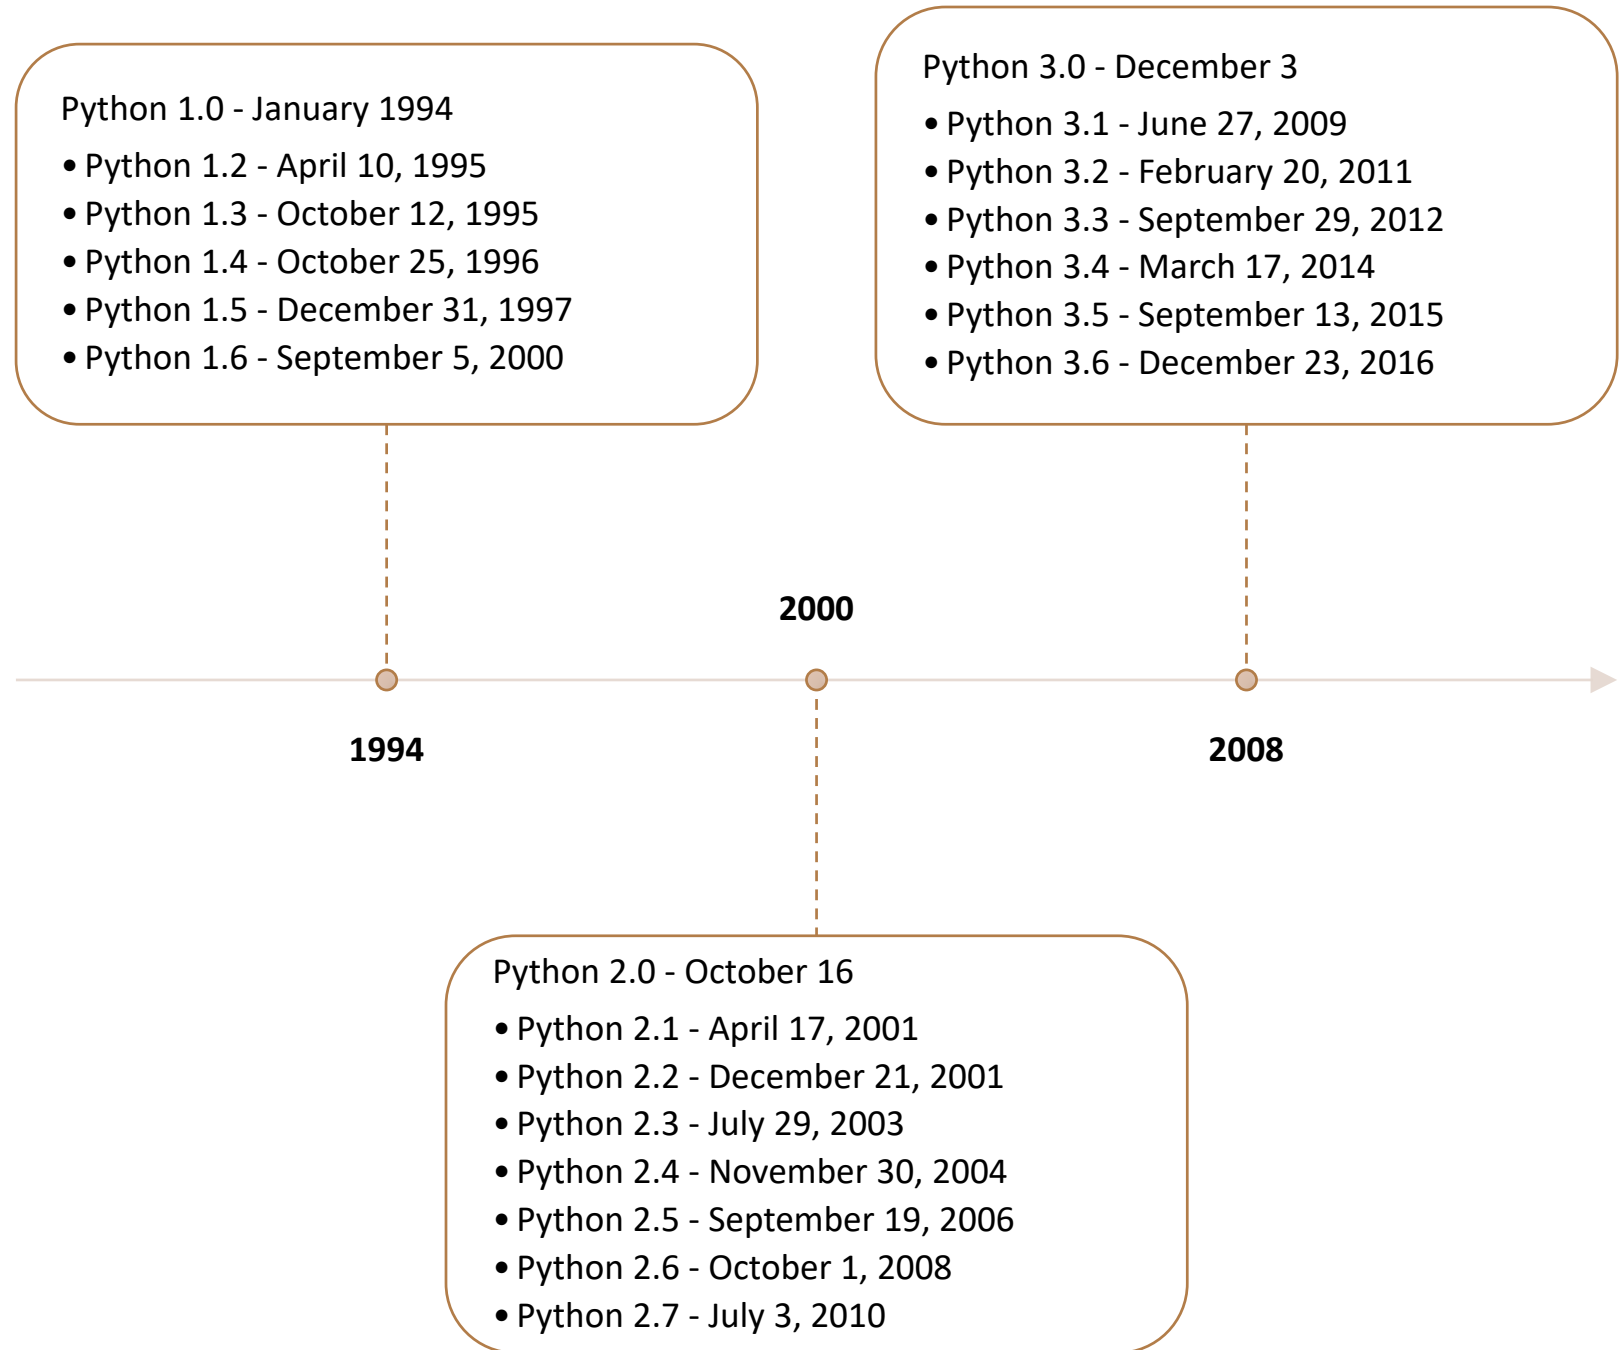 Python 1.0 - January 1994
• Python 1.2 - April 10, 1995
• Python 1.3 - October 12, 1995
• Python 1.4 - October 25, 1996
• Python 1.5 - December 31, 1997
• Python 1.6 - September 5, 2000
Python 3.0 - December 3
• Python 3.1 - June 27, 2009
• Python 3.2 - February 20, 2011
• Python 3.3 - September 29, 2012
• Python 3.4 - March 17, 2014
• Python 3.5 - September 13, 2015
• Python 3.6 - December 23, 2016
2000
1994
2008
Python 2.0 - October 16
• Python 2.1 - April 17, 2001
• Python 2.2 - December 21, 2001
• Python 2.3 - July 29, 2003
• Python 2.4 - November 30, 2004
• Python 2.5 - September 19, 2006
• Python 2.6 - October 1, 2008
• Python 2.7 - July 3, 2010